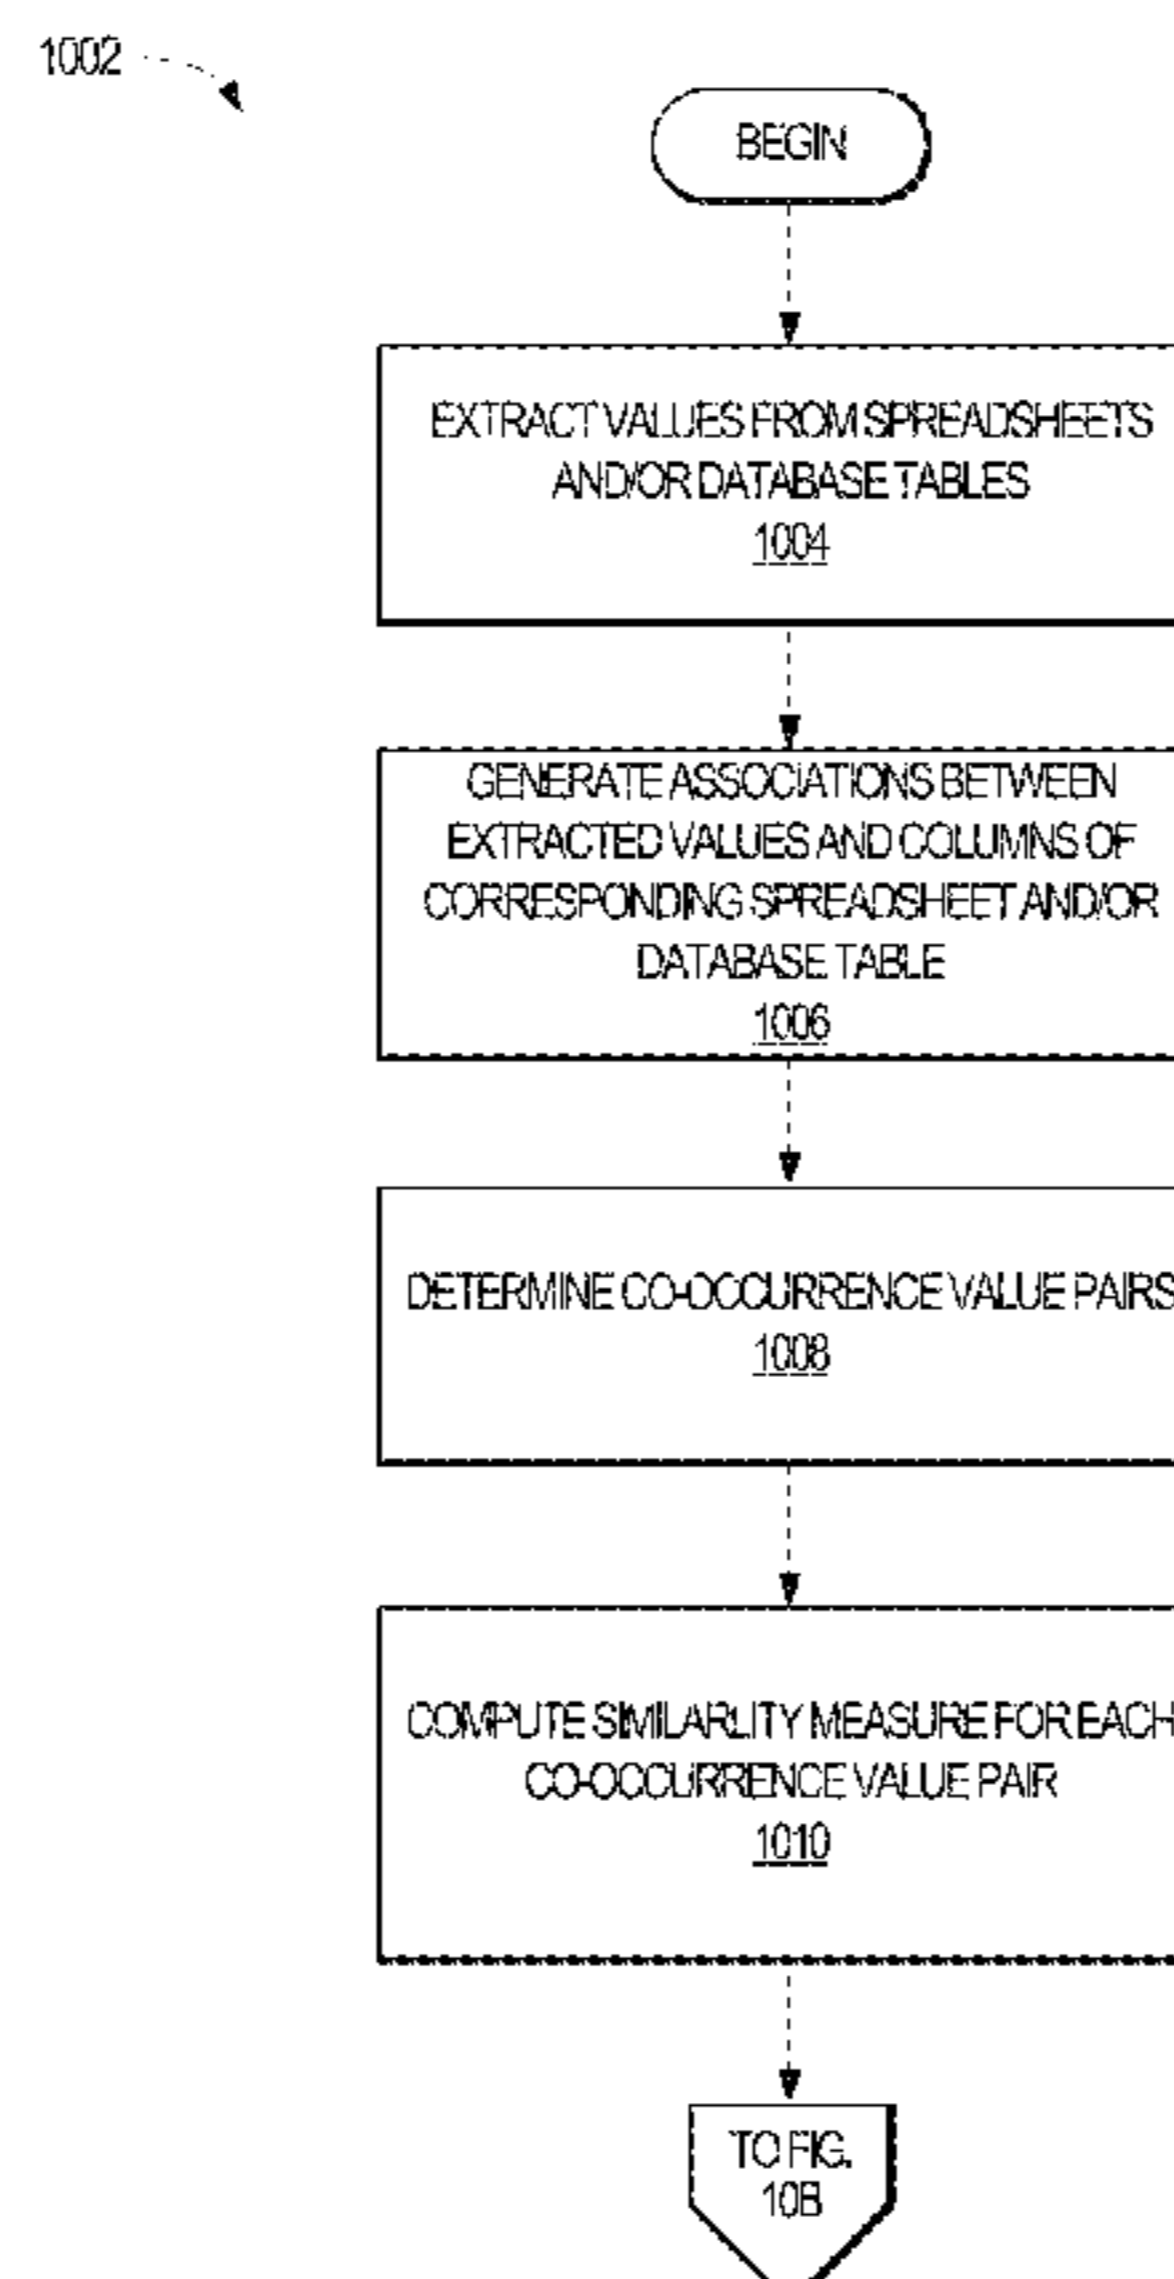 1002
BEGIN
EXTRACT VALUES FROM SPREADSHEETS
AND/OR DATABASE TABLES
1004
GENERATE ASSOCIATIONS BETWEEN
EXTRACTED VALUES AND COLUMNS OF
CORRESPONDING SPREADSHEET AND/OR
DATABASE TABLE
1006
DETERMINE CO-OCCURRENCE VALUE PAIRS
1008
COMPUTE SIMILARLITY MEASURE FOR EACH
CO-OCCURRENCE VALUE PAIR
1010
TO FIG.
10B